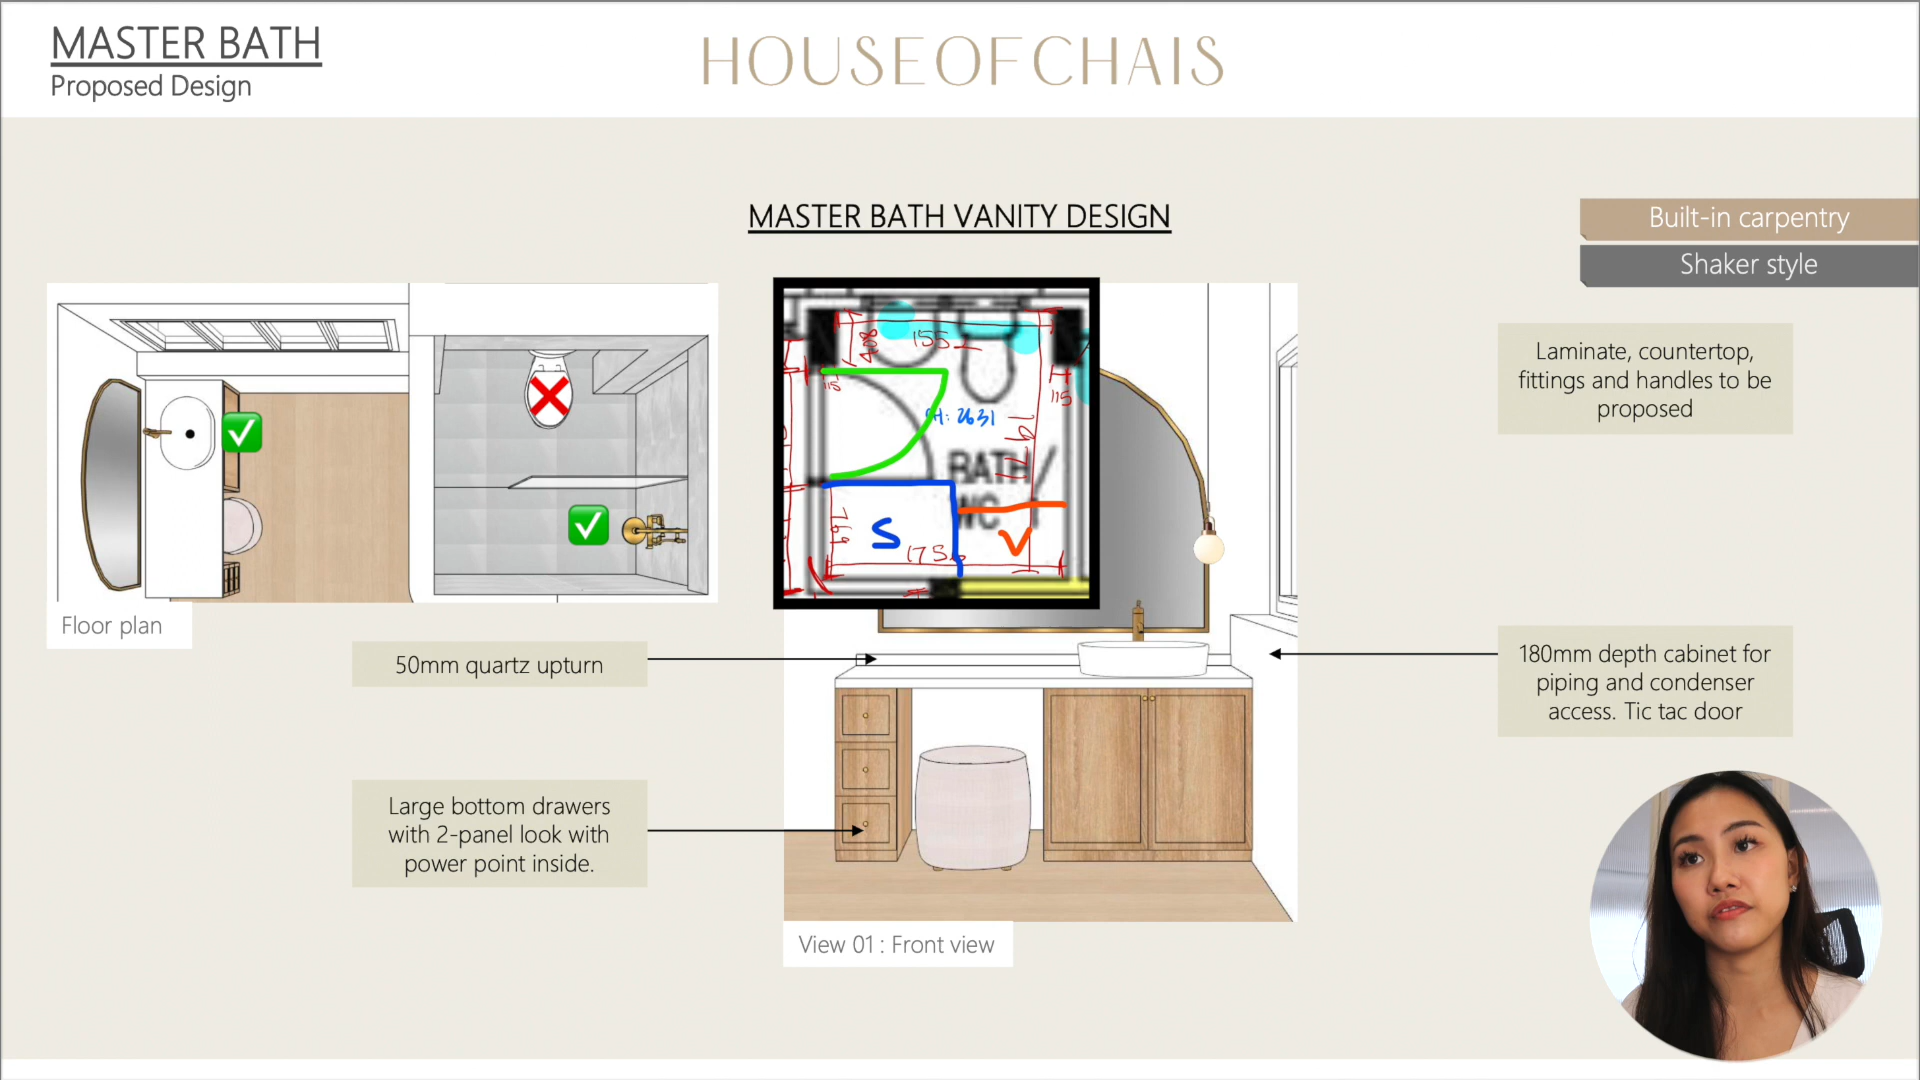 MASTER BATH
Proposed Design
HOUSEOFCHAIS
MASTER BATH VANITY DESIGN
Built-in carpentry
Shaker style
Laminate, countertop,
fittings and handles to be
proposed
155
115
115
H: 2631
BATH/
WC 1
S
V
175
Floor plan
50mm quartz upturn
180mm depth cabinet for
piping and condenser
access. Tic tac door
Large bottom drawers
with 2-panel look with
power point inside.
View 01 : Front view